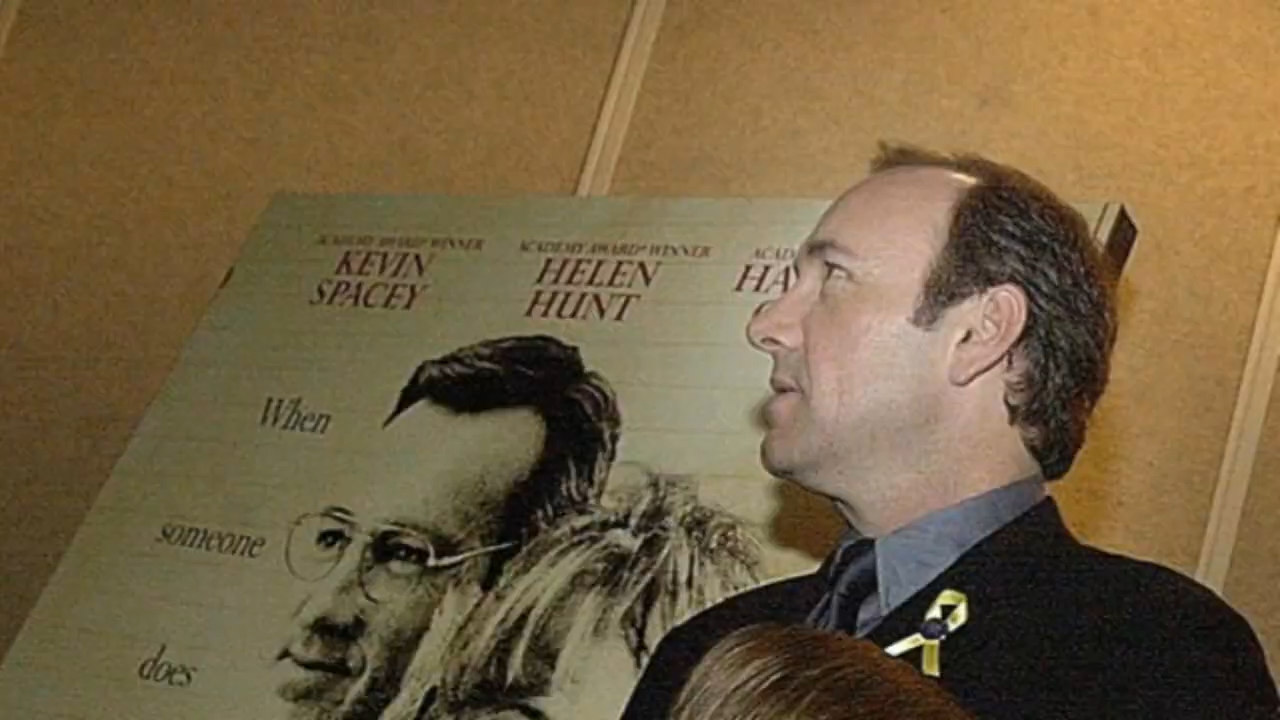 ACADEMY AWARD® WINNER
KEVIN
SPACEY
ACADEMY AWARD® WINNER
HELEN
HUNT
When
someone
does